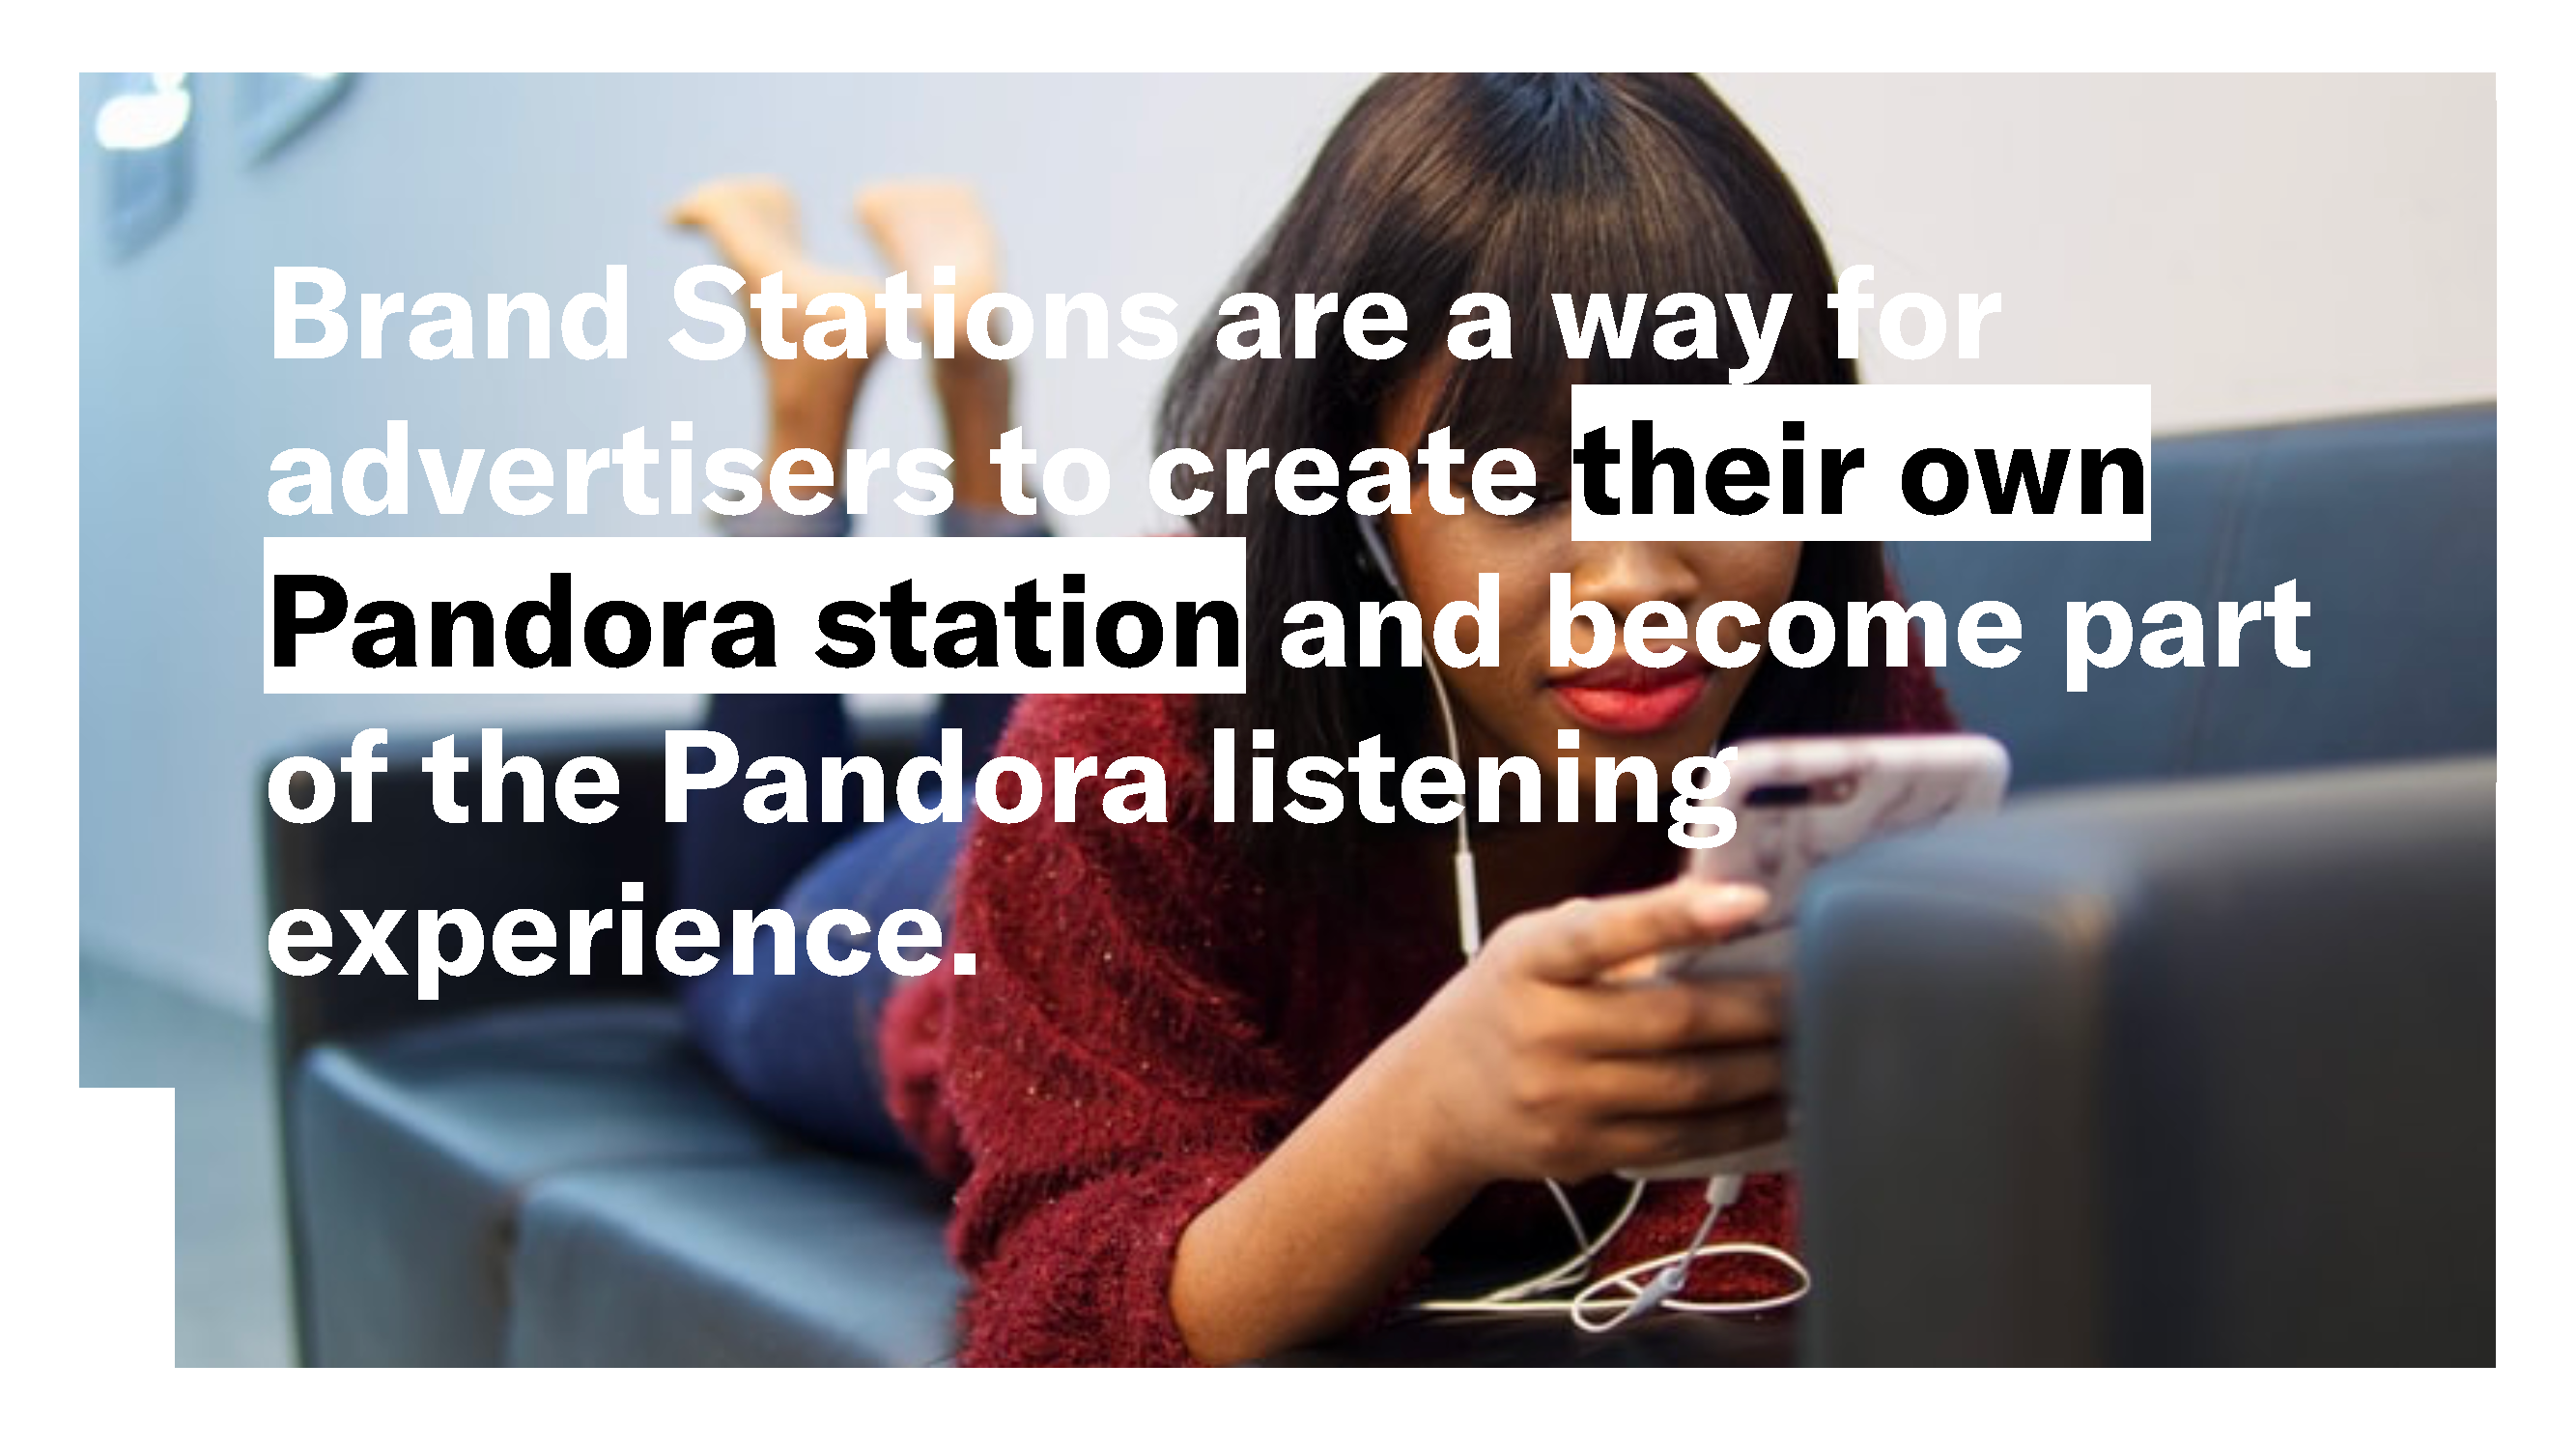 Brand Stations are a way for
advertisers to create their own
Pandora station and become part
of the Pandora listening
experience.